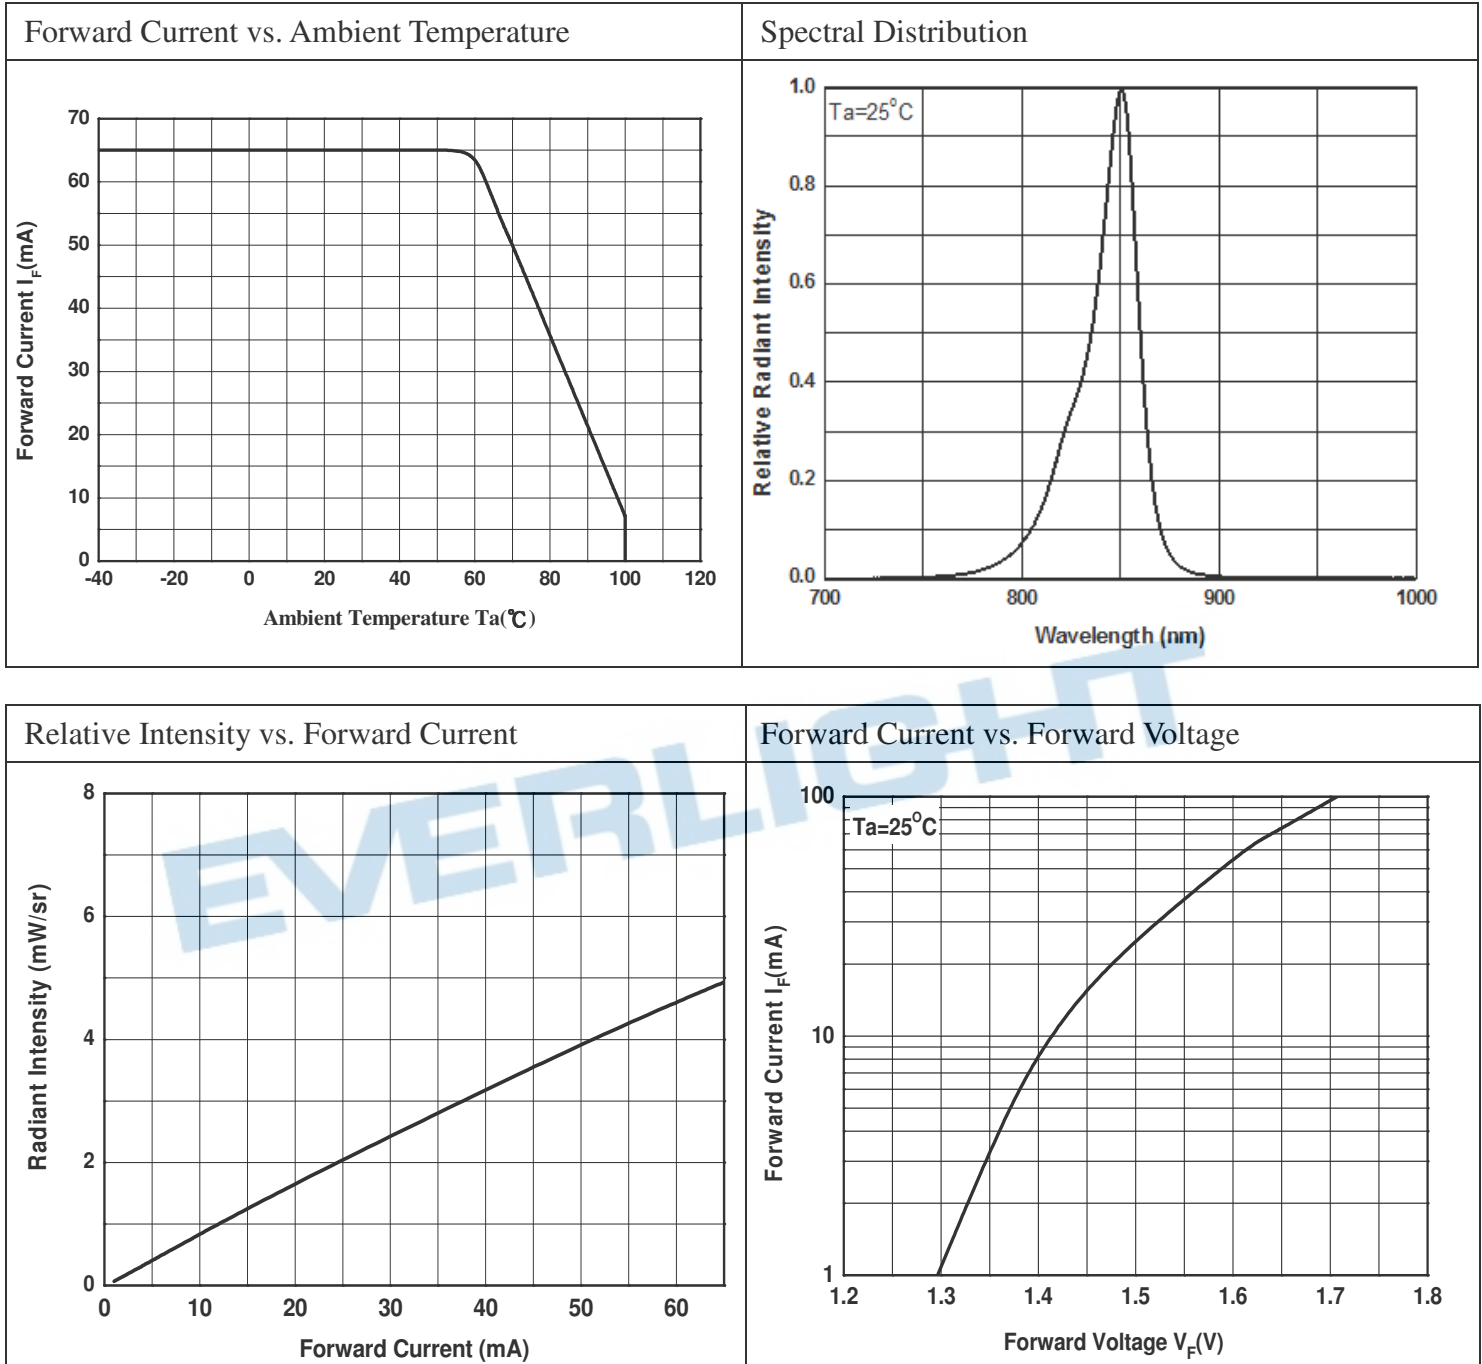 Forward Current vs. Ambient Temperature
70
60
50
40
30
20
10
0
-40 -20 0 20 40 60 80 100 120
Forward Current I_F(mA)
Ambient Temperature Ta(℃)
Spectral Distribution
Ta=25°C
1.0
0.8
0.6
0.4
0.2
0.0
700 800 900 1000
Relative Radiant Intensity
Wavelength (nm)
EVERLIGHT
Relative Intensity vs. Forward Current
8
6
4
2
0
0 10 20 30 40 50 60
Radiant Intensity (mW/sr)
Forward Current (mA)
Forward Current vs. Forward Voltage
Ta=25°C
100
10
1
1.2 1.3 1.4 1.5 1.6 1.7 1.8
Forward Current I_F(mA)
Forward Voltage V_F(V)